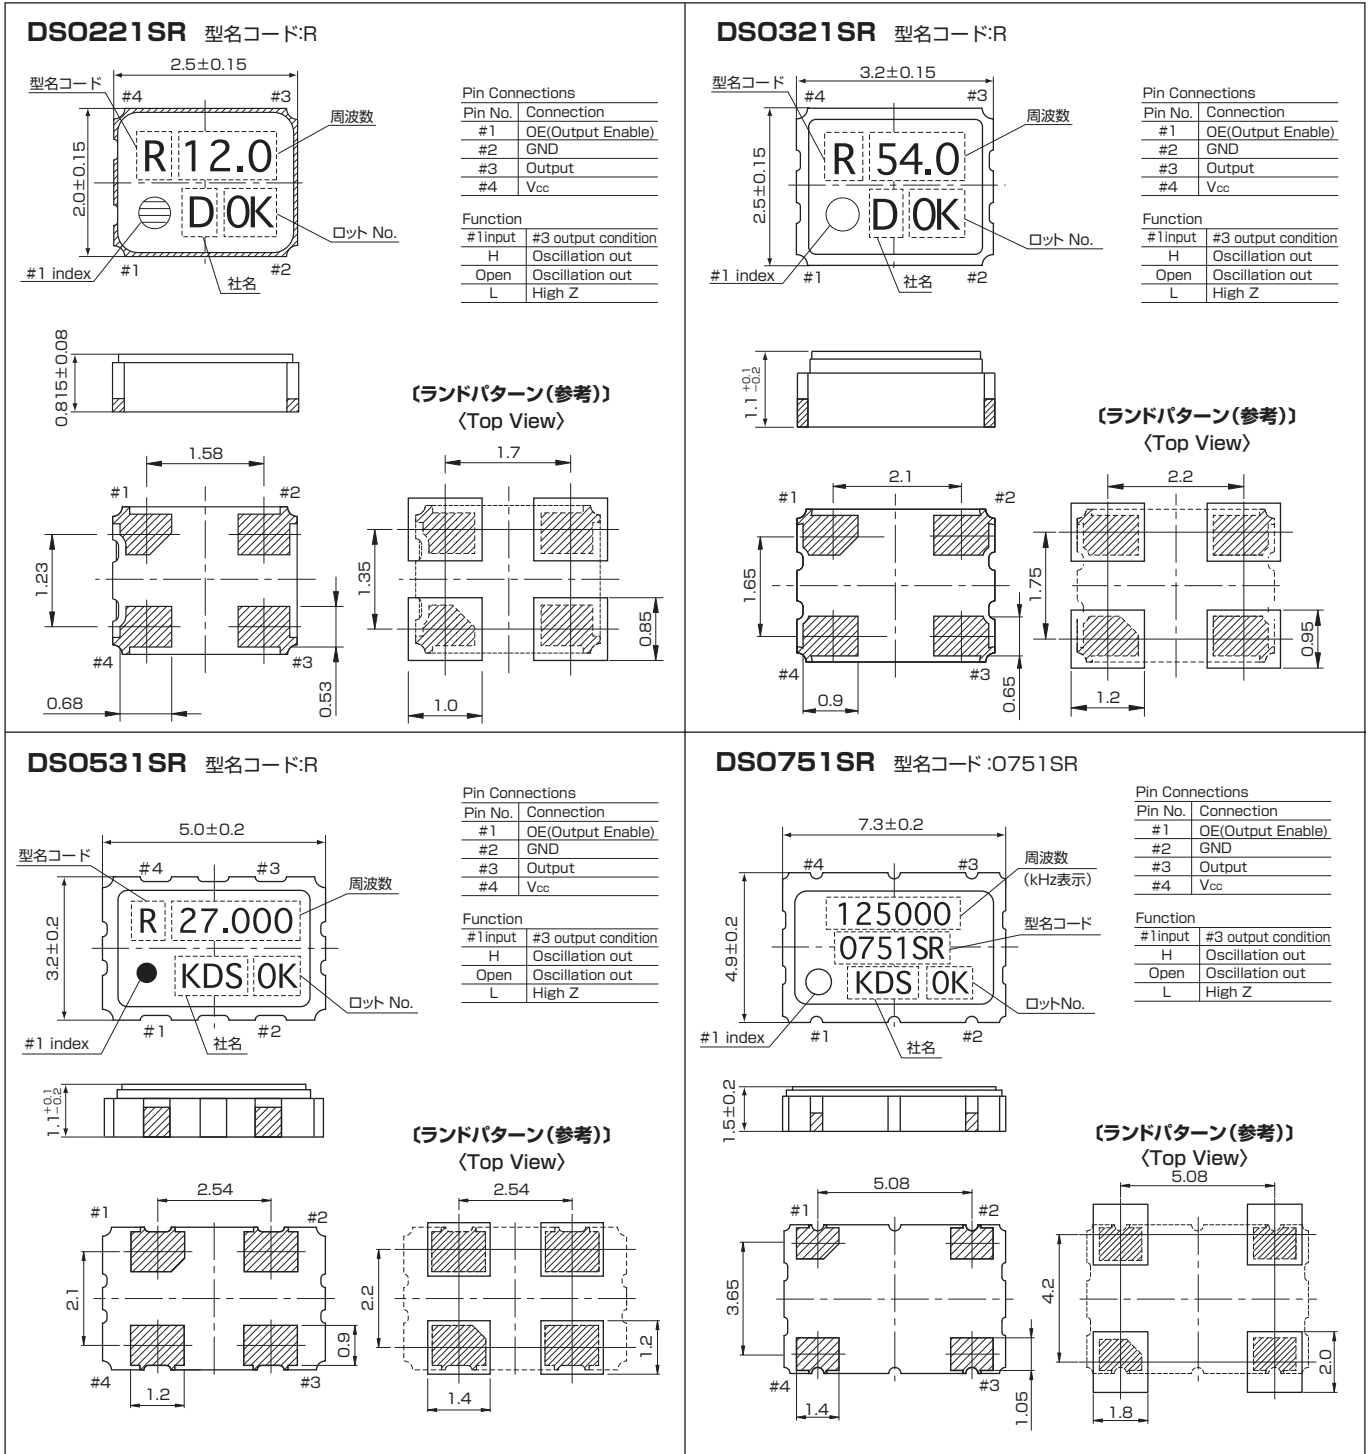 DSO221SR 型名コード:R
2.5±0.15
型名コード
#4
#3
周波数
R 12.0
D 0K
2.0±0.15
ロット No.
#1 index
#1
#2
社名
Pin Connections
Pin No. Connection
#1 OE(Output Enable)
#2 GND
#3 Output
#4 Vcc
Function
#1input #3 output condition
H Oscillation out
Open Oscillation out
L High Z
0.815±0.08
〔ランドパターン(参考)〕
〈Top View〉
1.58
#1
#2
1.23
#4
#3
0.68
0.53
1.7
1.35
0.85
1.0
DSO321SR 型名コード:R
3.2±0.15
型名コード
#4
#3
周波数
R 54.0
D 0K
2.5±0.15
ロット No.
#1 index
#1
#2
社名
Pin Connections
Pin No. Connection
#1 OE(Output Enable)
#2 GND
#3 Output
#4 Vcc
Function
#1input #3 output condition
H Oscillation out
Open Oscillation out
L High Z
1.1 +0.1 -0.2
〔ランドパターン(参考)〕
〈Top View〉
2.1
#1
#2
1.65
#4
#3
0.9
0.65
2.2
1.75
0.95
1.2
DSO531SR 型名コード:R
5.0±0.2
型名コード
#4
#3
周波数
R 27.000
KDS 0K
3.2±0.2
ロット No.
#1 index
#1
#2
社名
Pin Connections
Pin No. Connection
#1 OE(Output Enable)
#2 GND
#3 Output
#4 Vcc
Function
#1input #3 output condition
H Oscillation out
Open Oscillation out
L High Z
1.1 +0.1 -0.2
〔ランドパターン(参考)〕
〈Top View〉
2.54
#1
#2
2.1
#4
#3
1.2
0.9
2.54
2.2
1.2
1.4
DSO751SR 型名コード:0751SR
7.3±0.2
#4
#3
周波数
(kHz表示)
125000
型名コード
0751SR
KDS 0K
4.9±0.2
ロットNo.
#1 index
#1
#2
社名
Pin Connections
Pin No. Connection
#1 OE(Output Enable)
#2 GND
#3 Output
#4 Vcc
Function
#1input #3 output condition
H Oscillation out
Open Oscillation out
L High Z
1.5±0.2
〔ランドパターン(参考)〕
〈Top View〉
5.08
#1
#2
3.65
#4
#3
1.4
1.05
5.08
4.2
2.0
1.8